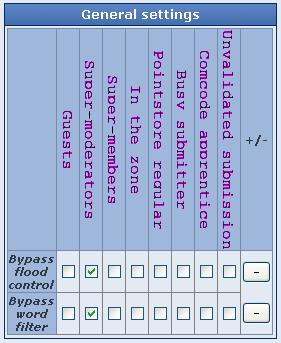 General settings
Guests
Super-moderators
Super-members
In the zone
Pointstore regular
Busy submitter
Comcode apprentice
Unvalidated submission
+/-
Bypass
flood
control
-
Bypass
word
filter
-